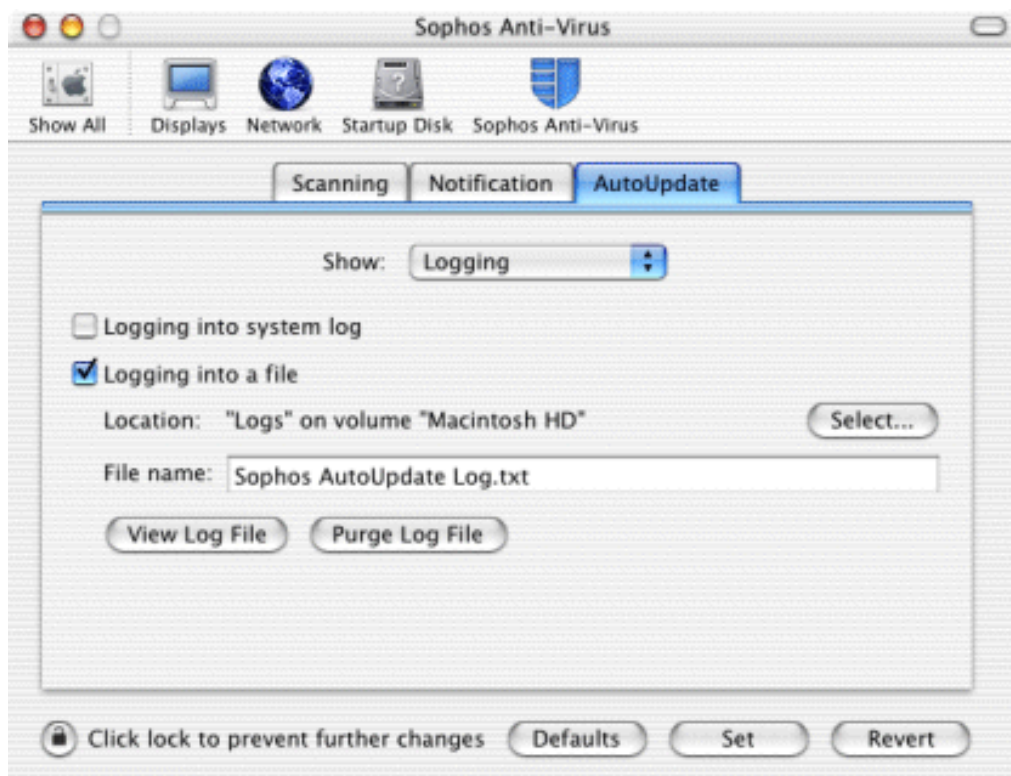 Sophos Anti-Virus
Show All Displays Network Startup Disk Sophos Anti-Virus
Scanning Notification AutoUpdate
Show: Logging
Logging into system log
Logging into a file
Location: "Logs" on volume "Macintosh HD" Select...
File name: Sophos AutoUpdate Log.txt
View Log File Purge Log File
Click lock to prevent further changes Defaults Set Revert